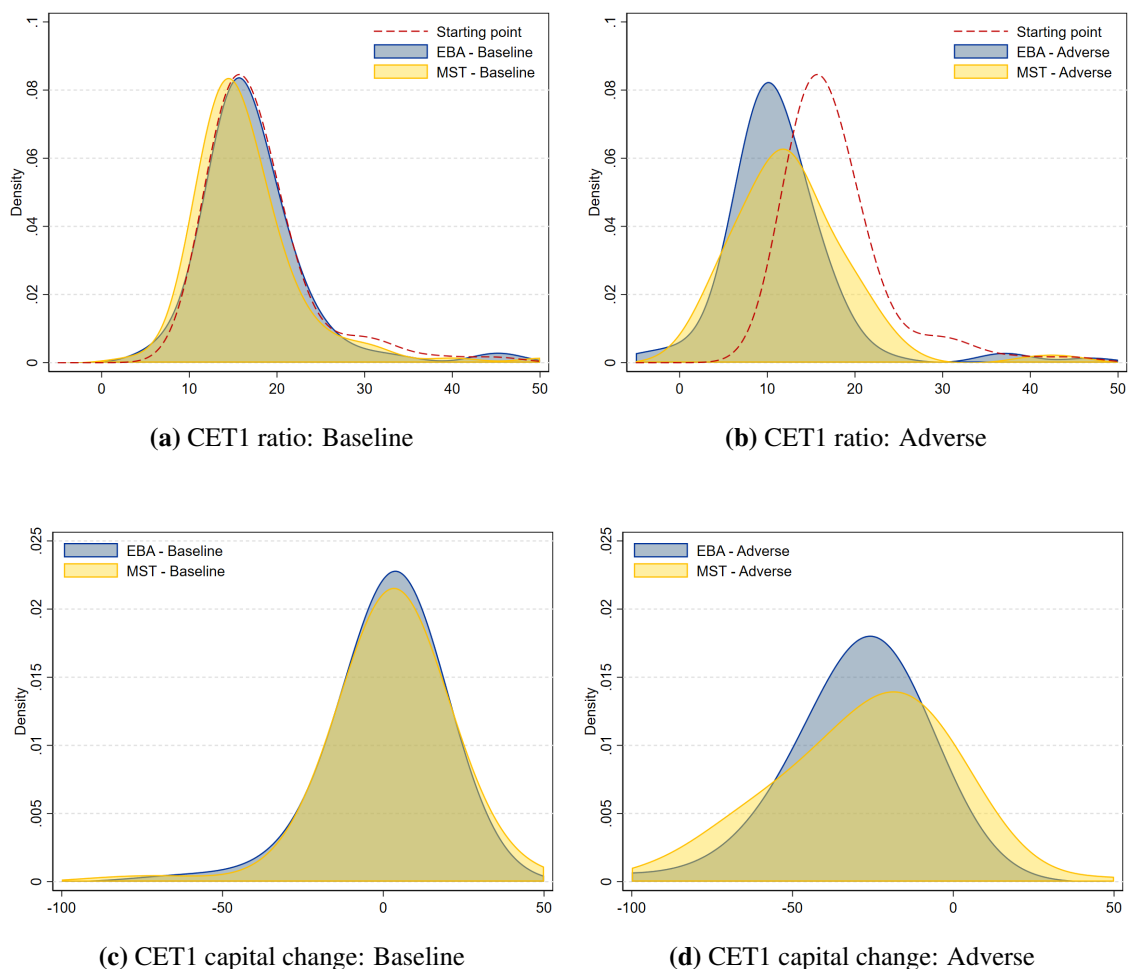 .1
.08
.06
.04
.02
0
Density
Starting point
EBA - Baseline
MST - Baseline
0 10 20 30 40 50
(a) CET1 ratio: Baseline
.1
.08
.06
.04
.02
0
Density
Starting point
EBA - Adverse
MST - Adverse
0 10 20 30 40 50
(b) CET1 ratio: Adverse
.025
.02
.015
.01
.005
0
Density
EBA - Baseline
MST - Baseline
-100 -50 0 50
(c) CET1 capital change: Baseline
.025
.02
.015
.01
.005
0
Density
EBA - Adverse
MST - Adverse
-100 -50 0 50
(d) CET1 capital change: Adverse